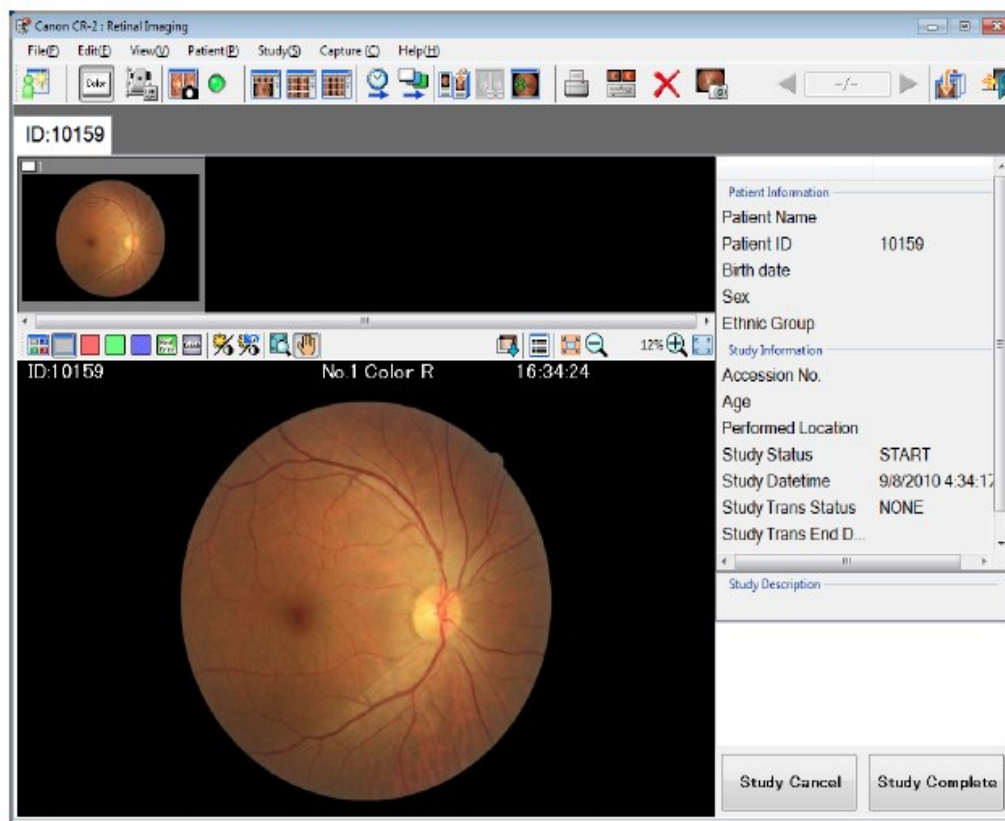 Canon CR-2 : Retinal Imaging
File(F) Edit(E) View(V) Patient(P) Study(S) Capture (C) Help(H)
Color -/-
ID:10159
1
Patient Information
Patient Name
Patient ID 10159
Birth date
Sex
Ethnic Group
12%
Study Information
ID:10159 No.1 Color R 16:34:24
Accession No.
Age
Performed Location
Study Status START
Study Datetime 9/8/2010 4:34:17
Study Trans Status NONE
Study Trans End D...
Study Description
Study Cancel Study Complete